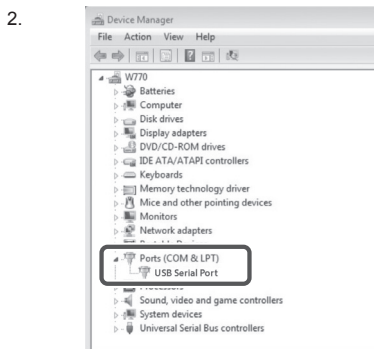 2.
Device Manager
File Action View Help
W770
Batteries
Computer
Disk drives
Display adapters
DVD/CD-ROM drives
IDE ATA/ATAPI controllers
Keyboards
Memory technology driver
Mice and other pointing devices
Monitors
Network adapters
Ports (COM & LPT)
USB Serial Port
Sound, video and game controllers
System devices
Universal Serial Bus controllers